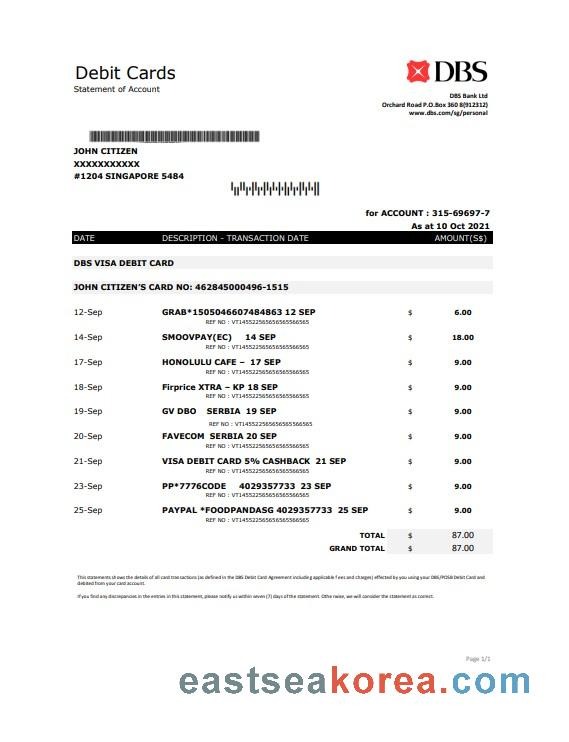 Debit Cards
Statement of Account
DBS
DBS Bank Ltd
Orchard Road P.O.Box 360 8(912312)
www.dbs.com/sg/personal
JOHN CITIZEN
XXXXXXXXXXX
#1204 SINGAPORE 5484
for ACCOUNT : 315-69697-7
As at 10 Oct 2021
DATE DESCRIPTION - TRANSACTION DATE AMOUNT(S$)
DBS VISA DEBIT CARD
JOHN CITIZEN'S CARD NO: 462845000496-1515
12-Sep GRAB*1505046607484863 12 SEP $ 6.00
REF NO : VT145522565656565566565
14-Sep SMOOVPAY(EC) 14 SEP $ 18.00
REF NO : VT145522565656565566565
17-Sep HONOLULU CAFE – 17 SEP $ 9.00
REF NO : VT145522565656565566565
18-Sep Firprice XTRA – KP 18 SEP $ 9.00
REF NO : VT145522565656565566565
19-Sep GV DBO SERBIA 19 SEP $ 9.00
REF NO : VT145522565656565566565
20-Sep FAVECOM SERBIA 20 SEP $ 9.00
REF NO : VT145522565656565566565
21-Sep VISA DEBIT CARD 5% CASHBACK 21 SEP $ 9.00
REF NO : VT145522565656565566565
23-Sep PP*7776CODE 4029357733 23 SEP $ 9.00
REF NO : VT145522565656565566565
25-Sep PAYPAL *FOODPANDASG 4029357733 25 SEP $ 9.00
REF NO : VT145522565656565566565
TOTAL $ 87.00
GRAND TOTAL $ 87.00
This statements shows the details of all card transactions (as defined in the DBS Debit Card Agreement including applicable f ees and charges) effected by you using your DBS/POSB Debit Card and
debited from your card account.
If you find any discrepancies in the entries in this statement, please notify us within seven (7) days of the statement. Othe rwise, we will consider the statement as correct.
Page 1/1
eastseakorea.com